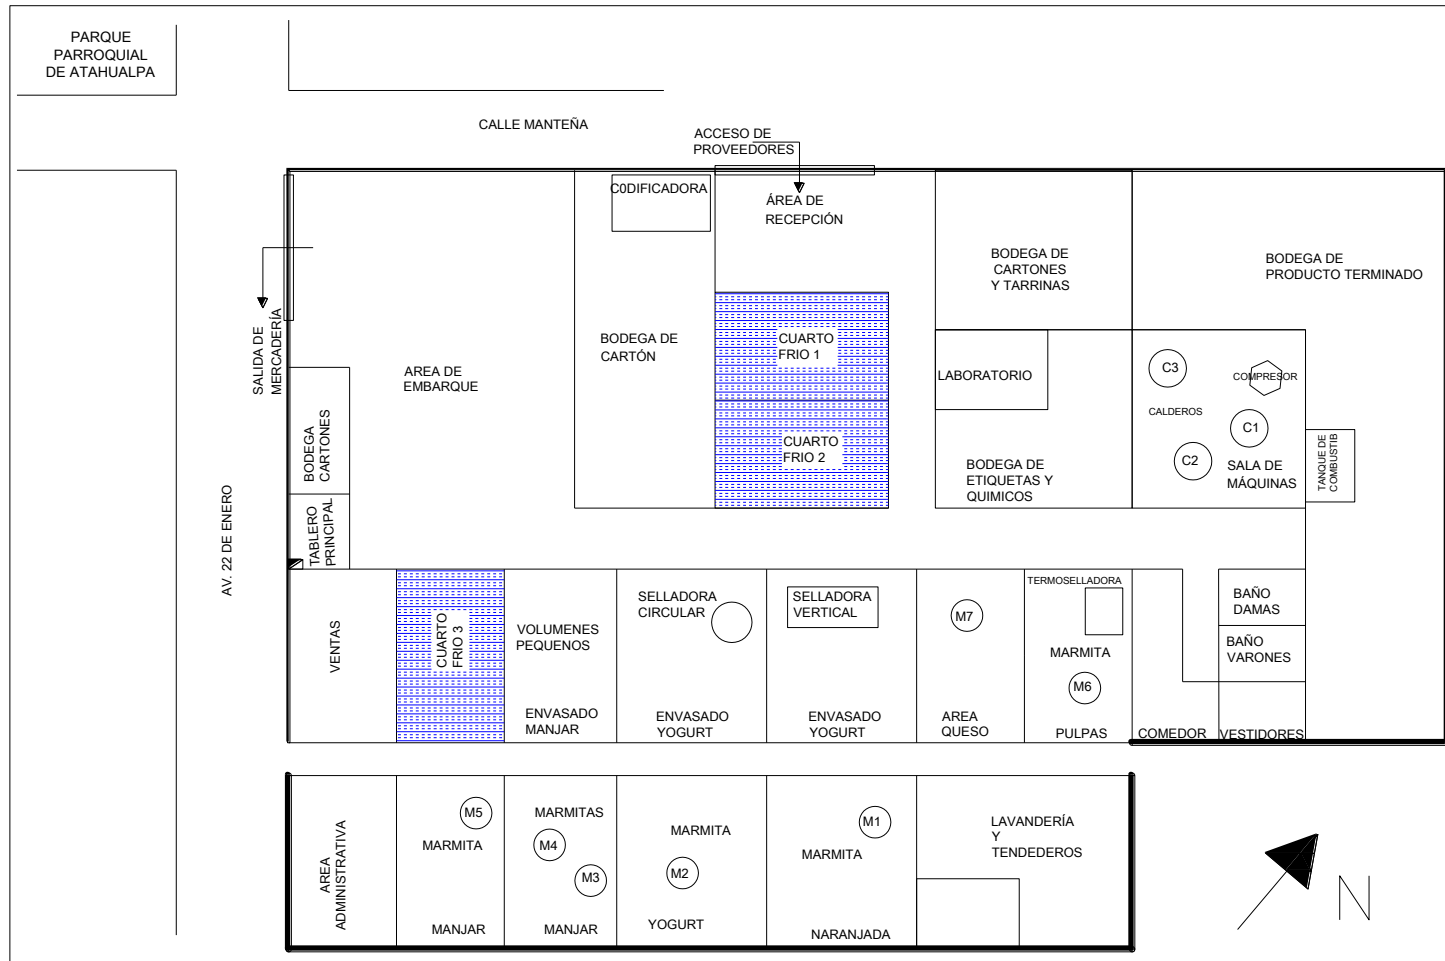 PARQUE
PARROQUIAL
DE ATAHUALPA
CALLE MANTEÑA
ACCESO DE
PROVEEDORES
C0DIFICADORA
ÁREA DE
RECEPCIÓN
BODEGA DE
CARTONES
Y TARRINAS
BODEGA DE
PRODUCTO TERMINADO
SALIDA DE
MERCADERÍA
AREA DE
EMBARQUE
BODEGA DE
CARTÓN
CUARTO
FRIO 1
CUARTO
FRIO 2
LABORATORIO
BODEGA DE
ETIQUETAS Y
QUIMICOS
C3
COMPRESOR
CALDEROS
C1
C2
SALA DE
MÁQUINAS
TANQUE DE
COMBUSTIB
BODEGA
CARTONES
TABLERO
PRINCIPAL
AV. 22 DE ENERO
VENTAS
CUARTO
FRIO 3
VOLUMENES
PEQUENOS
ENVASADO
MANJAR
SELLADORA
CIRCULAR
ENVASADO
YOGURT
SELLADORA
VERTICAL
ENVASADO
YOGURT
M7
AREA
QUESO
TERMOSELLADORA
MARMITA
M6
PULPAS
COMEDOR
BAÑO
DAMAS
BAÑO
VARONES
VESTIDORES
AREA
ADMINISTRATIVA
M5
MARMITA
MANJAR
MARMITAS
M4
M3
MANJAR
MARMITA
M2
YOGURT
M1
MARMITA
NARANJADA
LAVANDERÍA
Y
TENDEDEROS
N